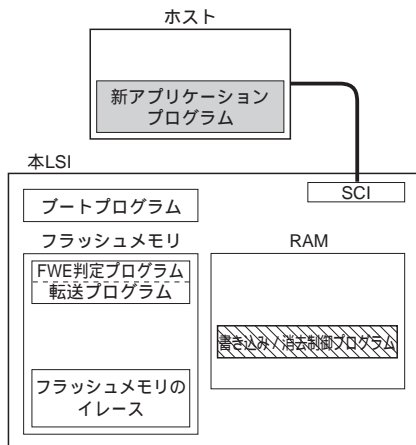 ホスト
新アプリケーション
プログラム
本LSI
SCI
ブートプログラム
フラッシュメモリ
RAM
FWE判定プログラム
転送プログラム
書き込み / 消去制御プログラム
フラッシュメモリの
イレース